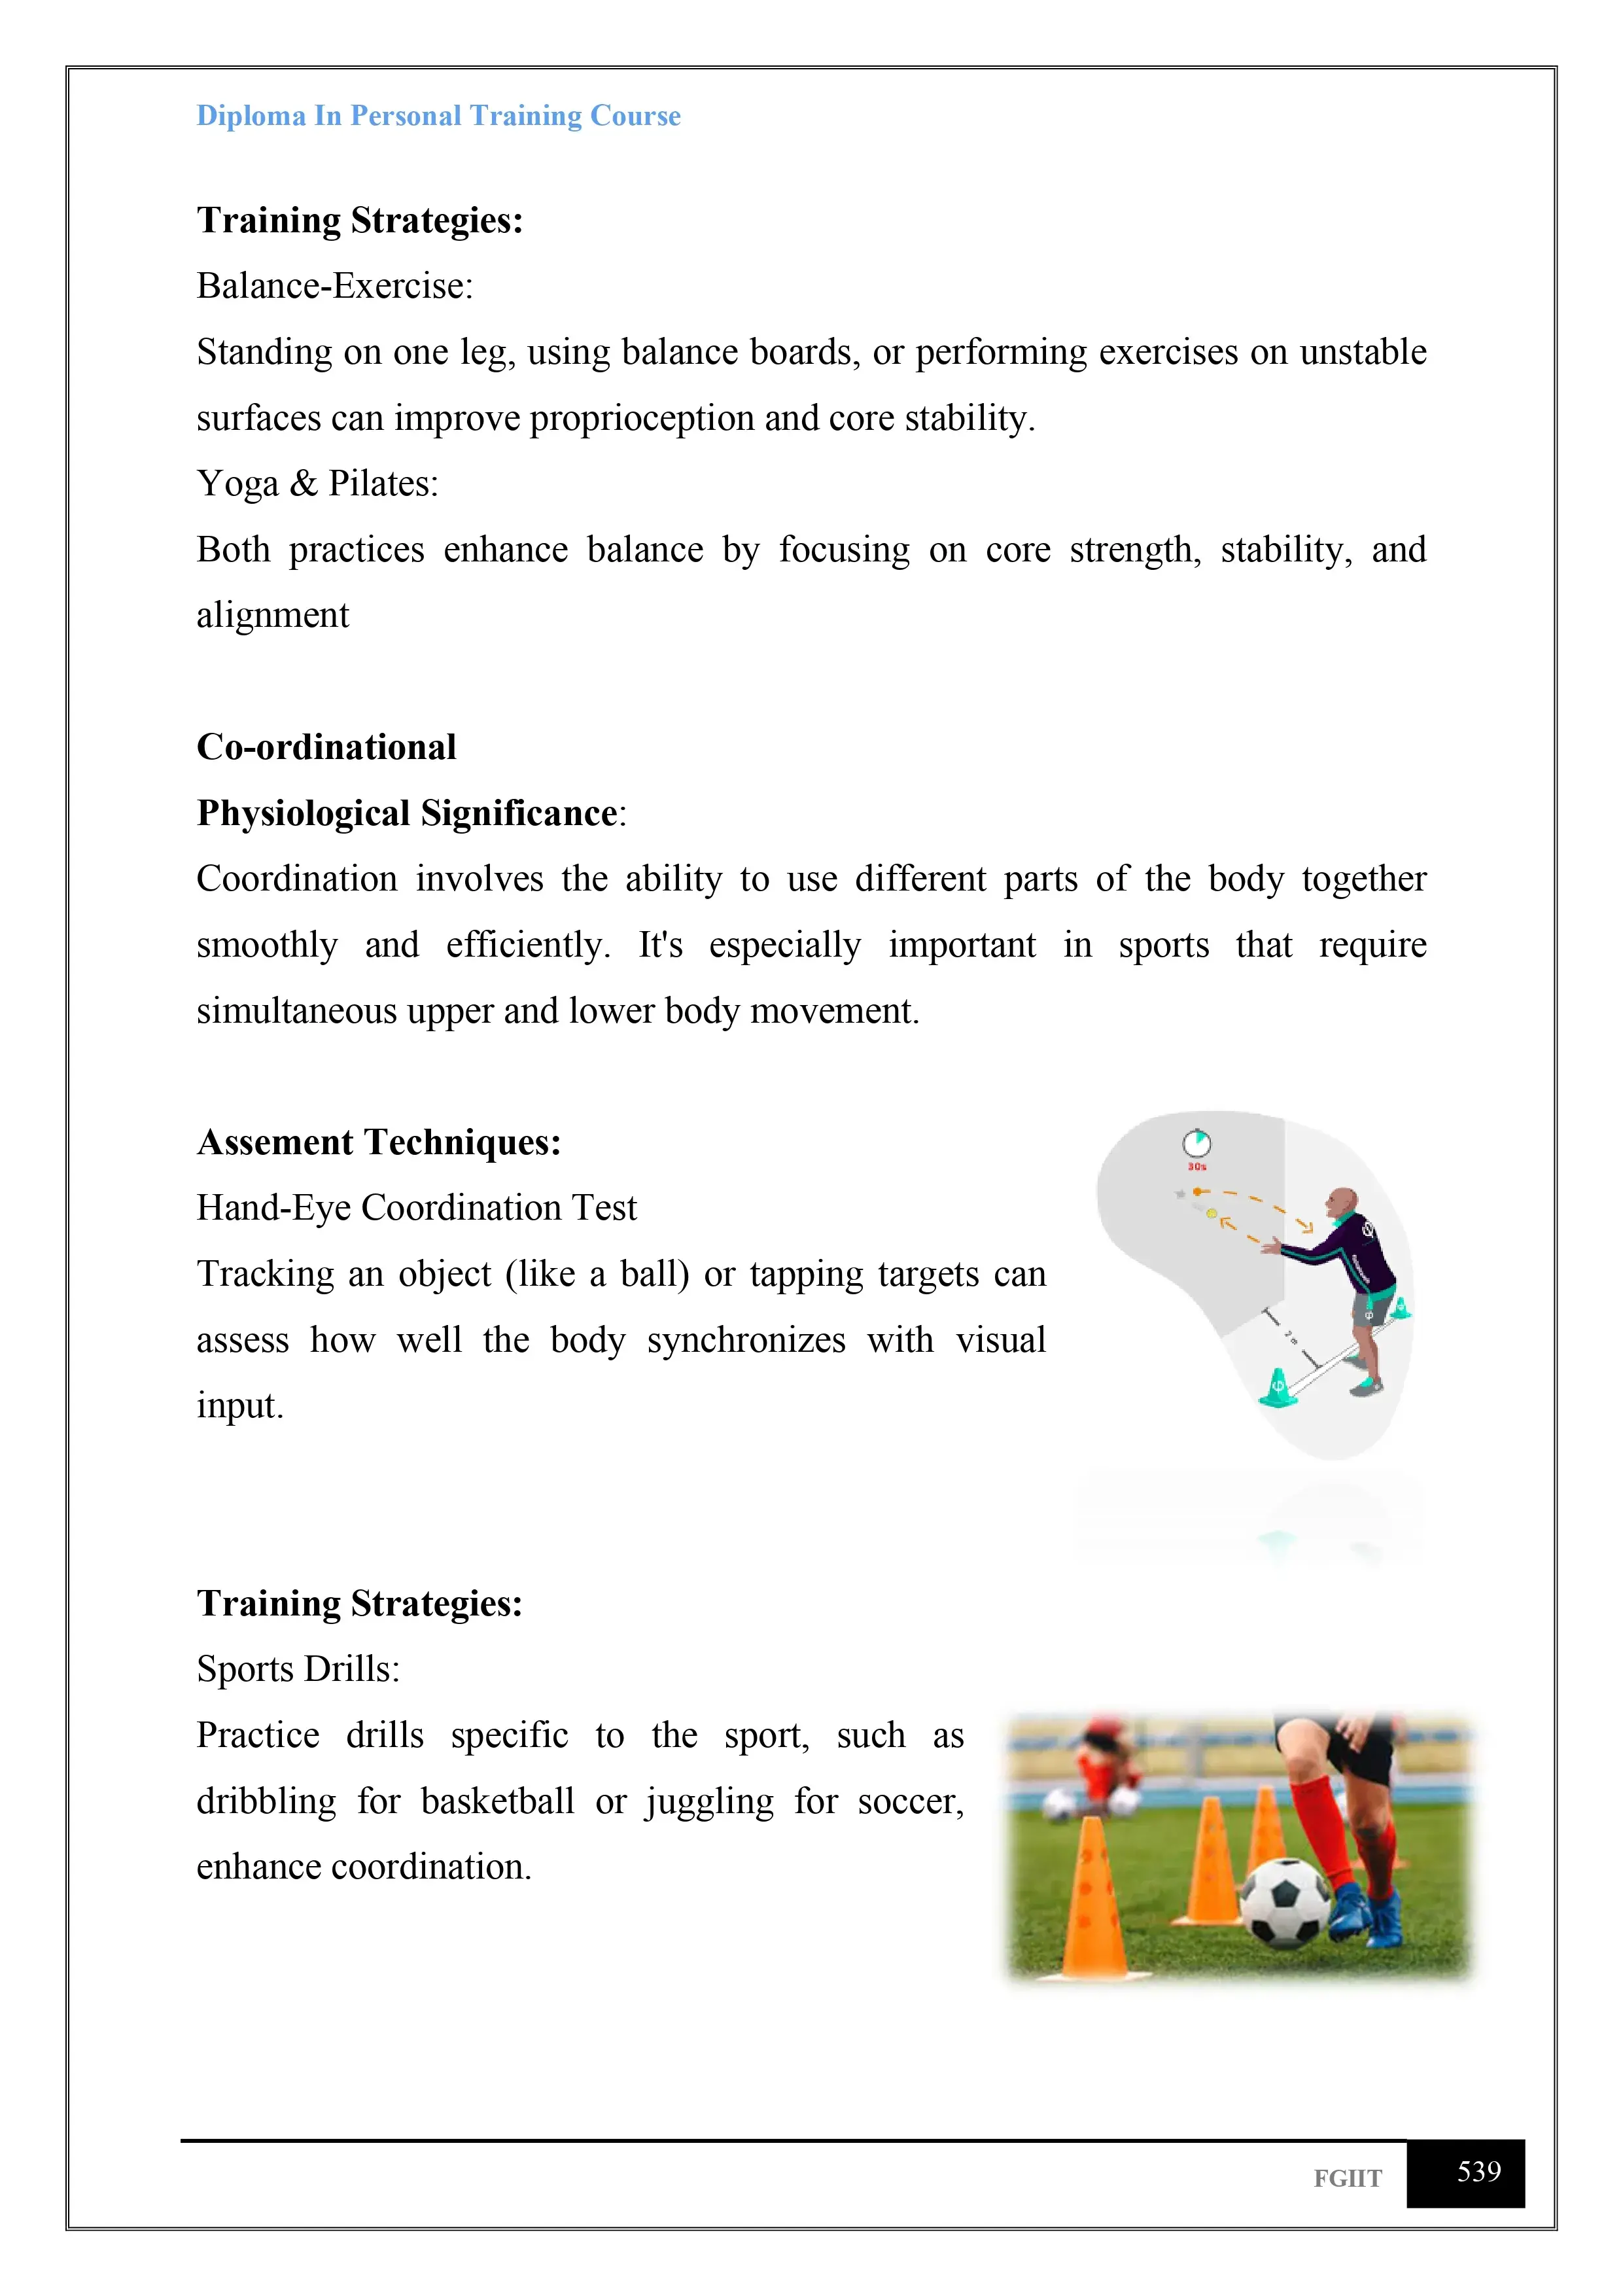 Diploma In Personal Training Course
Training Strategies:
Balance-Exercise:
Standing on one leg, using balance boards, or performing exercises on unstable
surfaces can improve proprioception and core stability.
Yoga & Pilates:
Both practices enhance balance by focusing on core strength, stability, and
alignment
Co-ordinational
Physiological Significance:
Coordination involves the ability to use different parts of the body together
smoothly and efficiently. It's especially important in sports that require
simultaneous upper and lower body movement.
Assement Techniques:
Hand-Eye Coordination Test
Tracking an object (like a ball) or tapping targets can
assess how well the body synchronizes with visual
input.
30s
2 m
Training Strategies:
Sports Drills:
Practice drills specific to the sport, such as
dribbling for basketball or juggling for soccer,
enhance coordination.
FGIIT
539